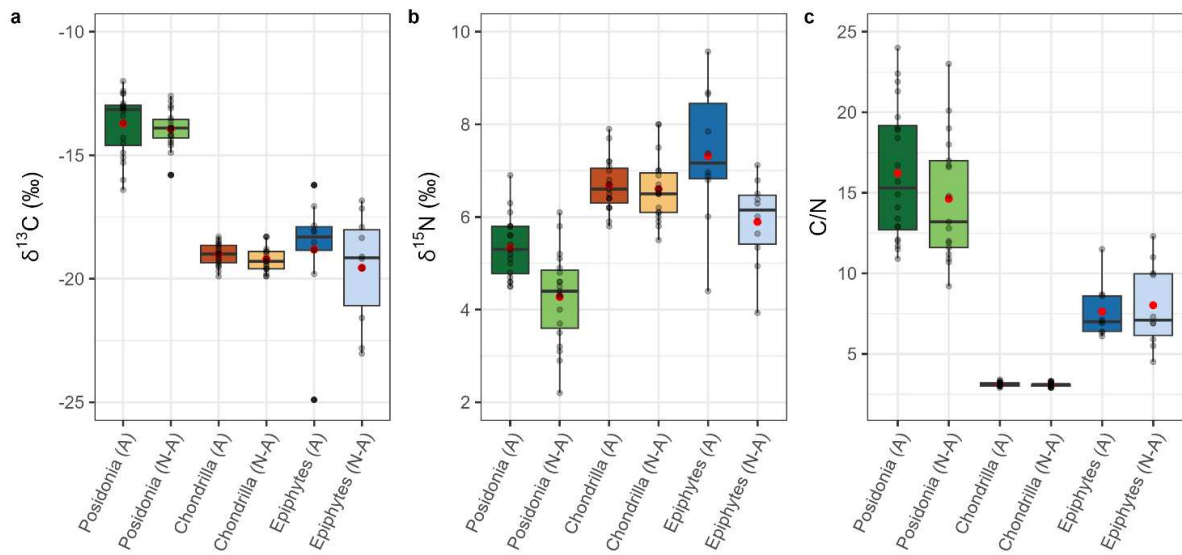 a
δ¹³C (‰)
-10
-15
-20
-25
Posidonia (A)
Posidonia (N-A)
Chondrilla (A)
Chondrilla (N-A)
Epiphytes (A)
Epiphytes (N-A)
b
δ¹⁵N (‰)
10
8
6
4
2
Posidonia (A)
Posidonia (N-A)
Chondrilla (A)
Chondrilla (N-A)
Epiphytes (A)
Epiphytes (N-A)
c
C/N
25
20
15
10
5
Posidonia (A)
Posidonia (N-A)
Chondrilla (A)
Chondrilla (N-A)
Epiphytes (A)
Epiphytes (N-A)